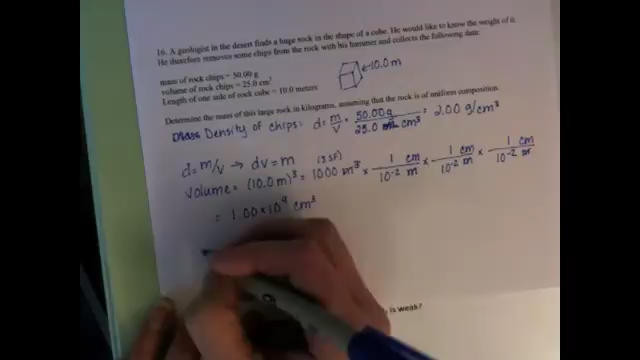 16. A geologist in the desert finds a huge rock in the shape of a cube. He would like to know the weight of it.
He therefore removes some chips from the rock with his hammer and collects the following data:
mass of rock chips = 50.00 g
volume of rock chips = 25.0 cm³
Length of one side of rock cube = 10.0 meters
10.0 m
Determine the mass of this large rock in kilograms, assuming that the rock is of uniform composition.
Density of chips: d = m/v = 50.00g / 25.0 cm³ = 2.00 g/cm³
d = m/v → dv = m
(3 SF)
Volume = (10.0 m)³ = 1000 m³ × 1 cm / 10⁻² m × 1 cm / 10⁻² m × 1 cm / 10⁻² m
= 1.00 × 10⁹ cm³
is weak?